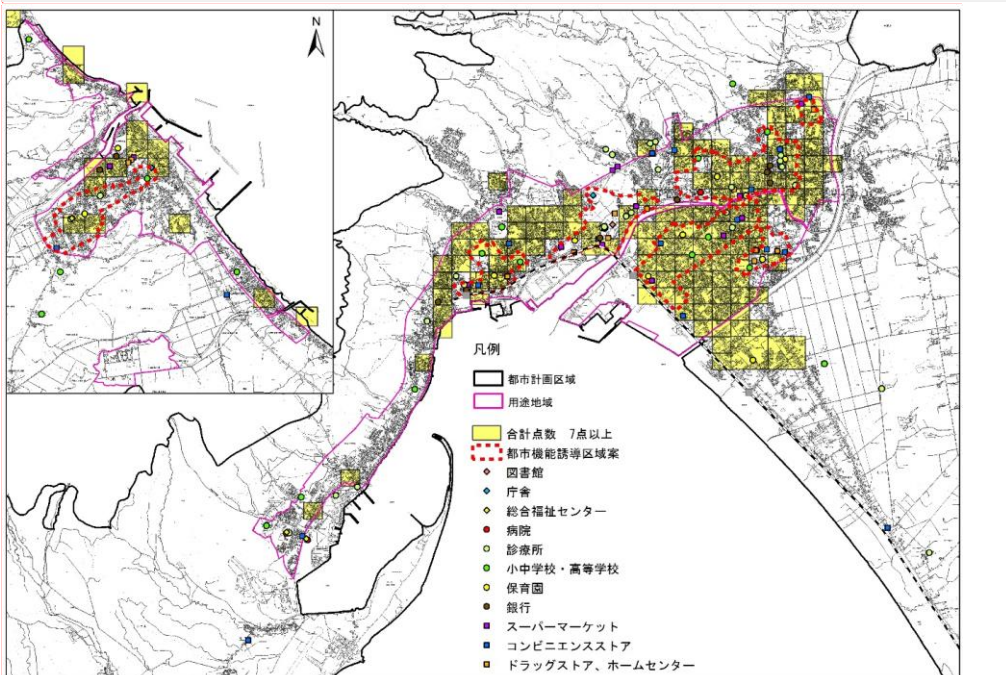 N
凡例
都市計画区域
用途地域
合計点数 7点以上
都市機能誘導区域案
図書館
庁舎
総合福祉センター
病院
診療所
小中学校・高等学校
保育園
銀行
スーパーマーケット
コンビニエンスストア
ドラッグストア、ホームセンター